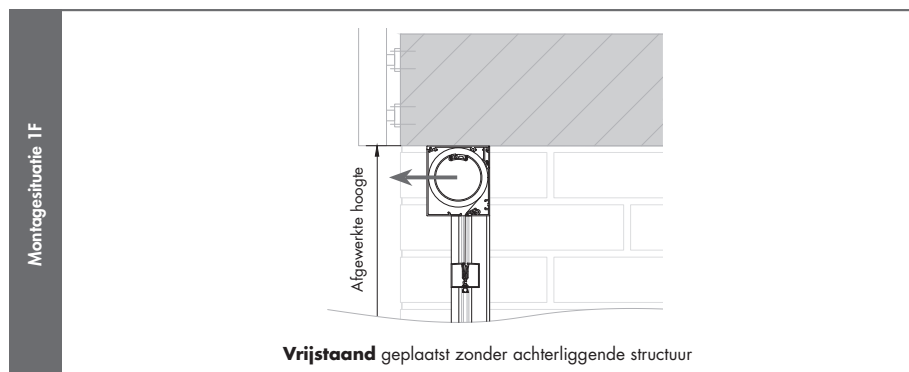 Montagesituatie 1F
Afgewerkte hoogte
Vrijstaand geplaatst zonder achterliggende structuur